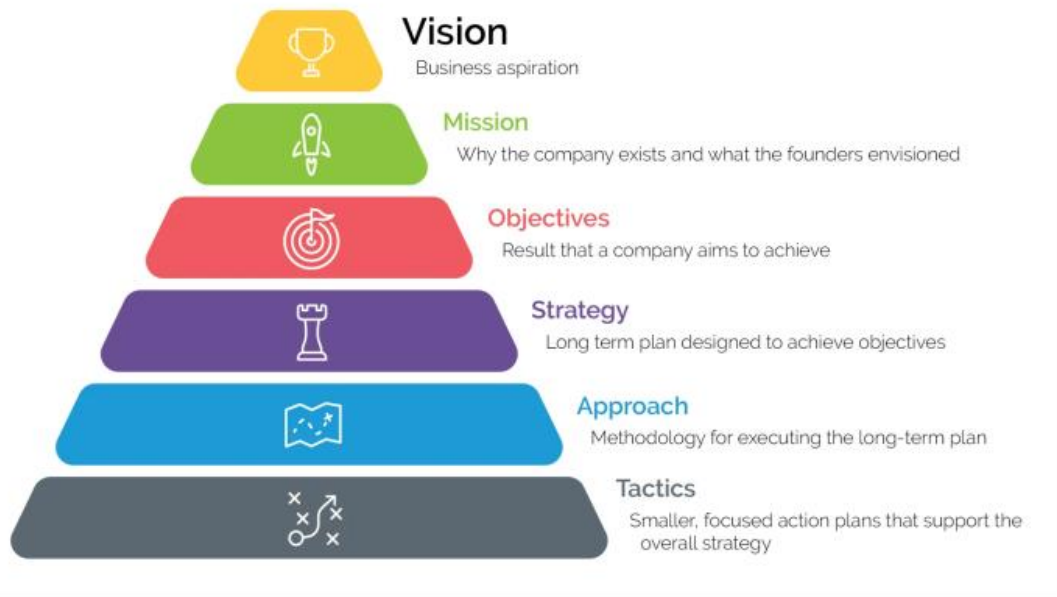 Vision
Business aspiration
Mission
Why the company exists and what the founders envisioned
Objectives
Result that a company aims to achieve
Strategy
Long term plan designed to achieve objectives
Approach
Methodology for executing the long-term plan
Tactics
Smaller, focused action plans that support the
overall strategy